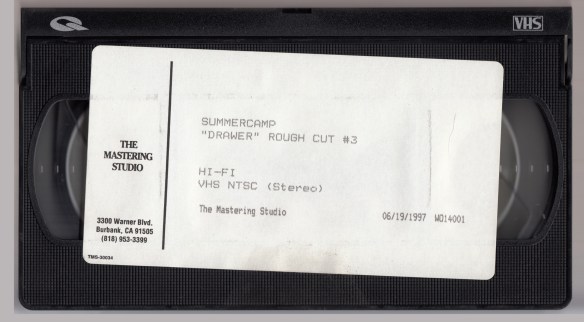 VHS
THE
MASTERING
STUDIO
3300 Warner Blvd.
Burbank, CA 91505
(818) 953-3399
TMS-30034
SUMMERCAMP
"DRAWER" ROUGH CUT #3
HI-FI
VHS NTSC (Stereo)
The Mastering Studio 06/19/1997 WO14001